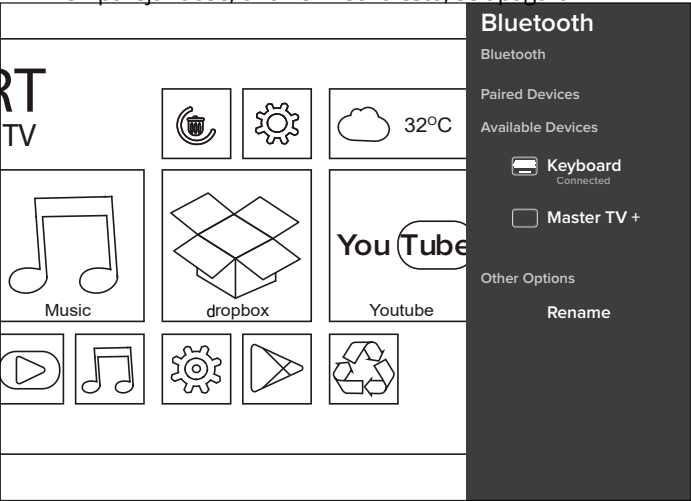 RT
TV
32°C
You Tube
Music
dropbox
Youtube
Bluetooth
Bluetooth
Paired Devices
Available Devices
Keyboard
Connected
Master TV +
Other Options
Rename